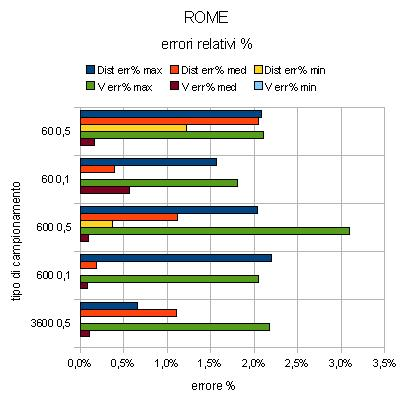 ROME
errori relativi %
Dist err% max Dist err% med Dist err% min
V err% max V err% med V err% min
60 0,5
60 0,1
600 0,5
600 0,1
3600 0,5
tipo di campionamento
0,0% 0,5% 1,0% 1,5% 2,0% 2,5% 3,0% 3,5%
errore %